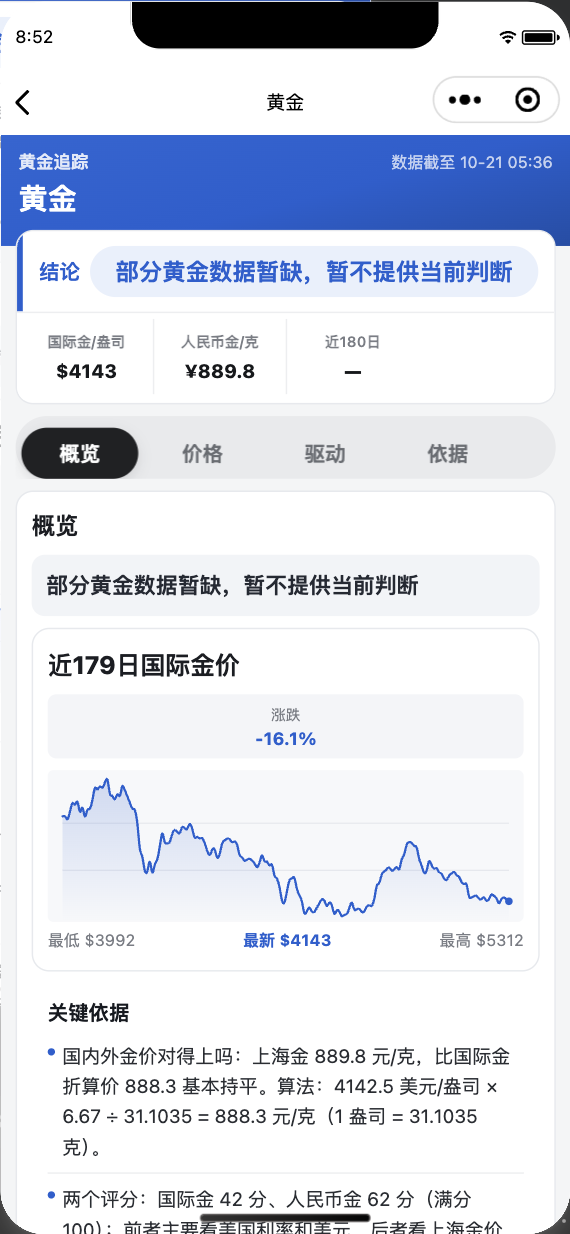 8:52
黄金
黄金追踪
数据截至 10-21 05:36
黄金
结论
部分黄金数据暂缺，暂不提供当前判断
国际金/盎司
人民币金/克
近180日
$4143
¥889.8
—
概览
价格
驱动
依据
概览
部分黄金数据暂缺，暂不提供当前判断
近179日国际金价
涨跌
-16.1%
最低 $3992
最新 $4143
最高 $5312
关键依据
国内外金价对得上吗：上海金 889.8 元/克，比国际金
折算价 888.3 基本持平。算法：4142.5 美元/盎司 ×
6.67 ÷ 31.1035 = 888.3 元/克（1 盎司 = 31.1035
克）。
两个评分：国际金 42 分、人民币金 62 分（满分
100）：前者主要看美国利率和美元，后者看上海金价